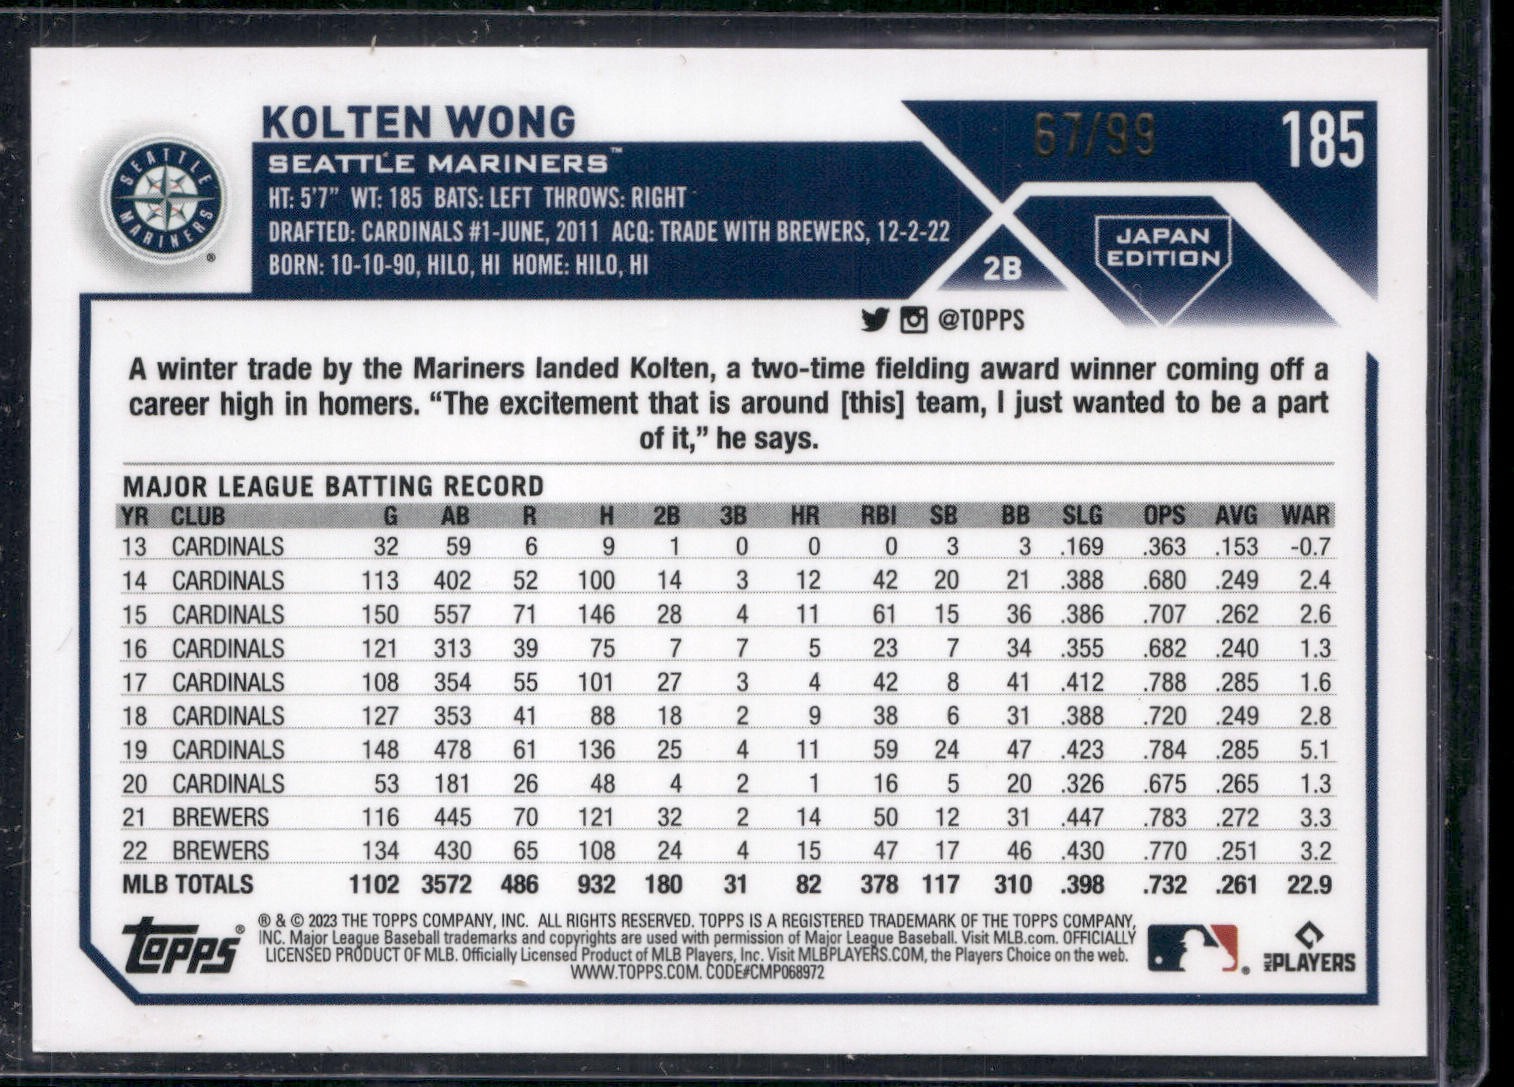 KOLTEN WONG
67/99
185
SEATTLE MARINERS™
SEATTLE MARINERS ®
HT: 5'7" WT: 185 BATS: LEFT THROWS: RIGHT
DRAFTED: CARDINALS #1-JUNE, 2011 ACQ: TRADE WITH BREWERS, 12-2-22
BORN: 10-10-90, HILO, HI HOME: HILO, HI
2B
JAPAN
EDITION
@TOPPS
A winter trade by the Mariners landed Kolten, a two-time fielding award winner coming off a
career high in homers. “The excitement that is around [this] team, I just wanted to be a part
of it,” he says.
MAJOR LEAGUE BATTING RECORD
YR CLUB G AB R H 2B 3B HR RBI SB BB SLG OPS AVG WAR
13 CARDINALS 32 59 6 9 1 0 0 0 3 3 .169 .363 .153 -0.7
14 CARDINALS 113 402 52 100 14 3 12 42 20 21 .388 .680 .249 2.4
15 CARDINALS 150 557 71 146 28 4 11 61 15 36 .386 .707 .262 2.6
16 CARDINALS 121 313 39 75 7 7 5 23 7 34 .355 .682 .240 1.3
17 CARDINALS 108 354 55 101 27 3 4 42 8 41 .412 .788 .285 1.6
18 CARDINALS 127 353 41 88 18 2 9 38 6 31 .388 .720 .249 2.8
19 CARDINALS 148 478 61 136 25 4 11 59 24 47 .423 .784 .285 5.1
20 CARDINALS 53 181 26 48 4 2 1 16 5 20 .326 .675 .265 1.3
21 BREWERS 116 445 70 121 32 2 14 50 12 31 .447 .783 .272 3.3
22 BREWERS 134 430 65 108 24 4 15 47 17 46 .430 .770 .251 3.2
MLB TOTALS 1102 3572 486 932 180 31 82 378 117 310 .398 .732 .261 22.9
Topps®
® & © 2023 THE TOPPS COMPANY, INC. ALL RIGHTS RESERVED. TOPPS IS A REGISTERED TRADEMARK OF THE TOPPS COMPANY,
INC. Major League Baseball trademarks and copyrights are used with permission of Major League Baseball. Visit MLB.com. OFFICIALLY
LICENSED PRODUCT OF MLB. Officially Licensed Product of MLB Players, Inc. Visit MLBPLAYERS.COM, the Players Choice on the web.
WWW.TOPPS.COM. CODE#CMP068972
®
MLB PLAYERS